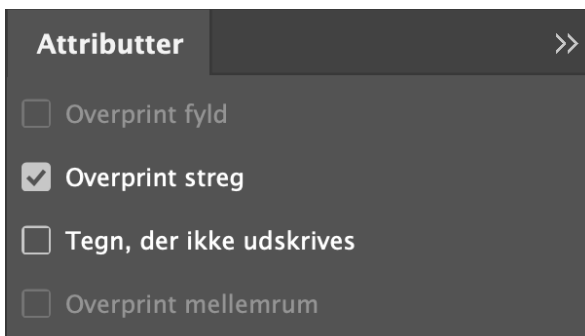 Attributter
Overprint fyld
Overprint streg
Tegn, der ikke udskrives
Overprint mellemrum